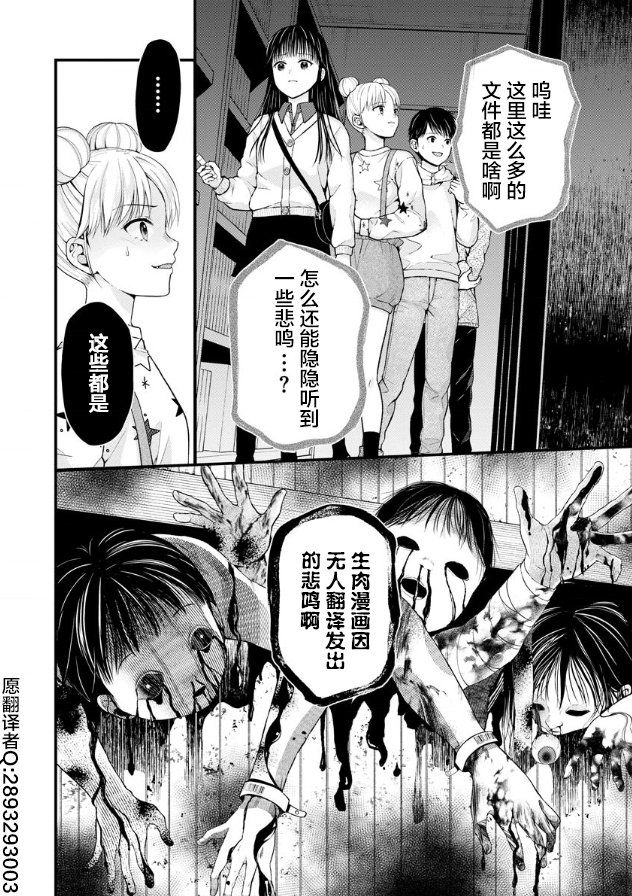 呜哇
这里这么多的
文件都是啥啊
怎么还能隐隐听到
一些悲鸣…?
……
这些都是
生肉漫画因
无人翻译发出
的悲鸣啊
愿翻译者Q:2893293003